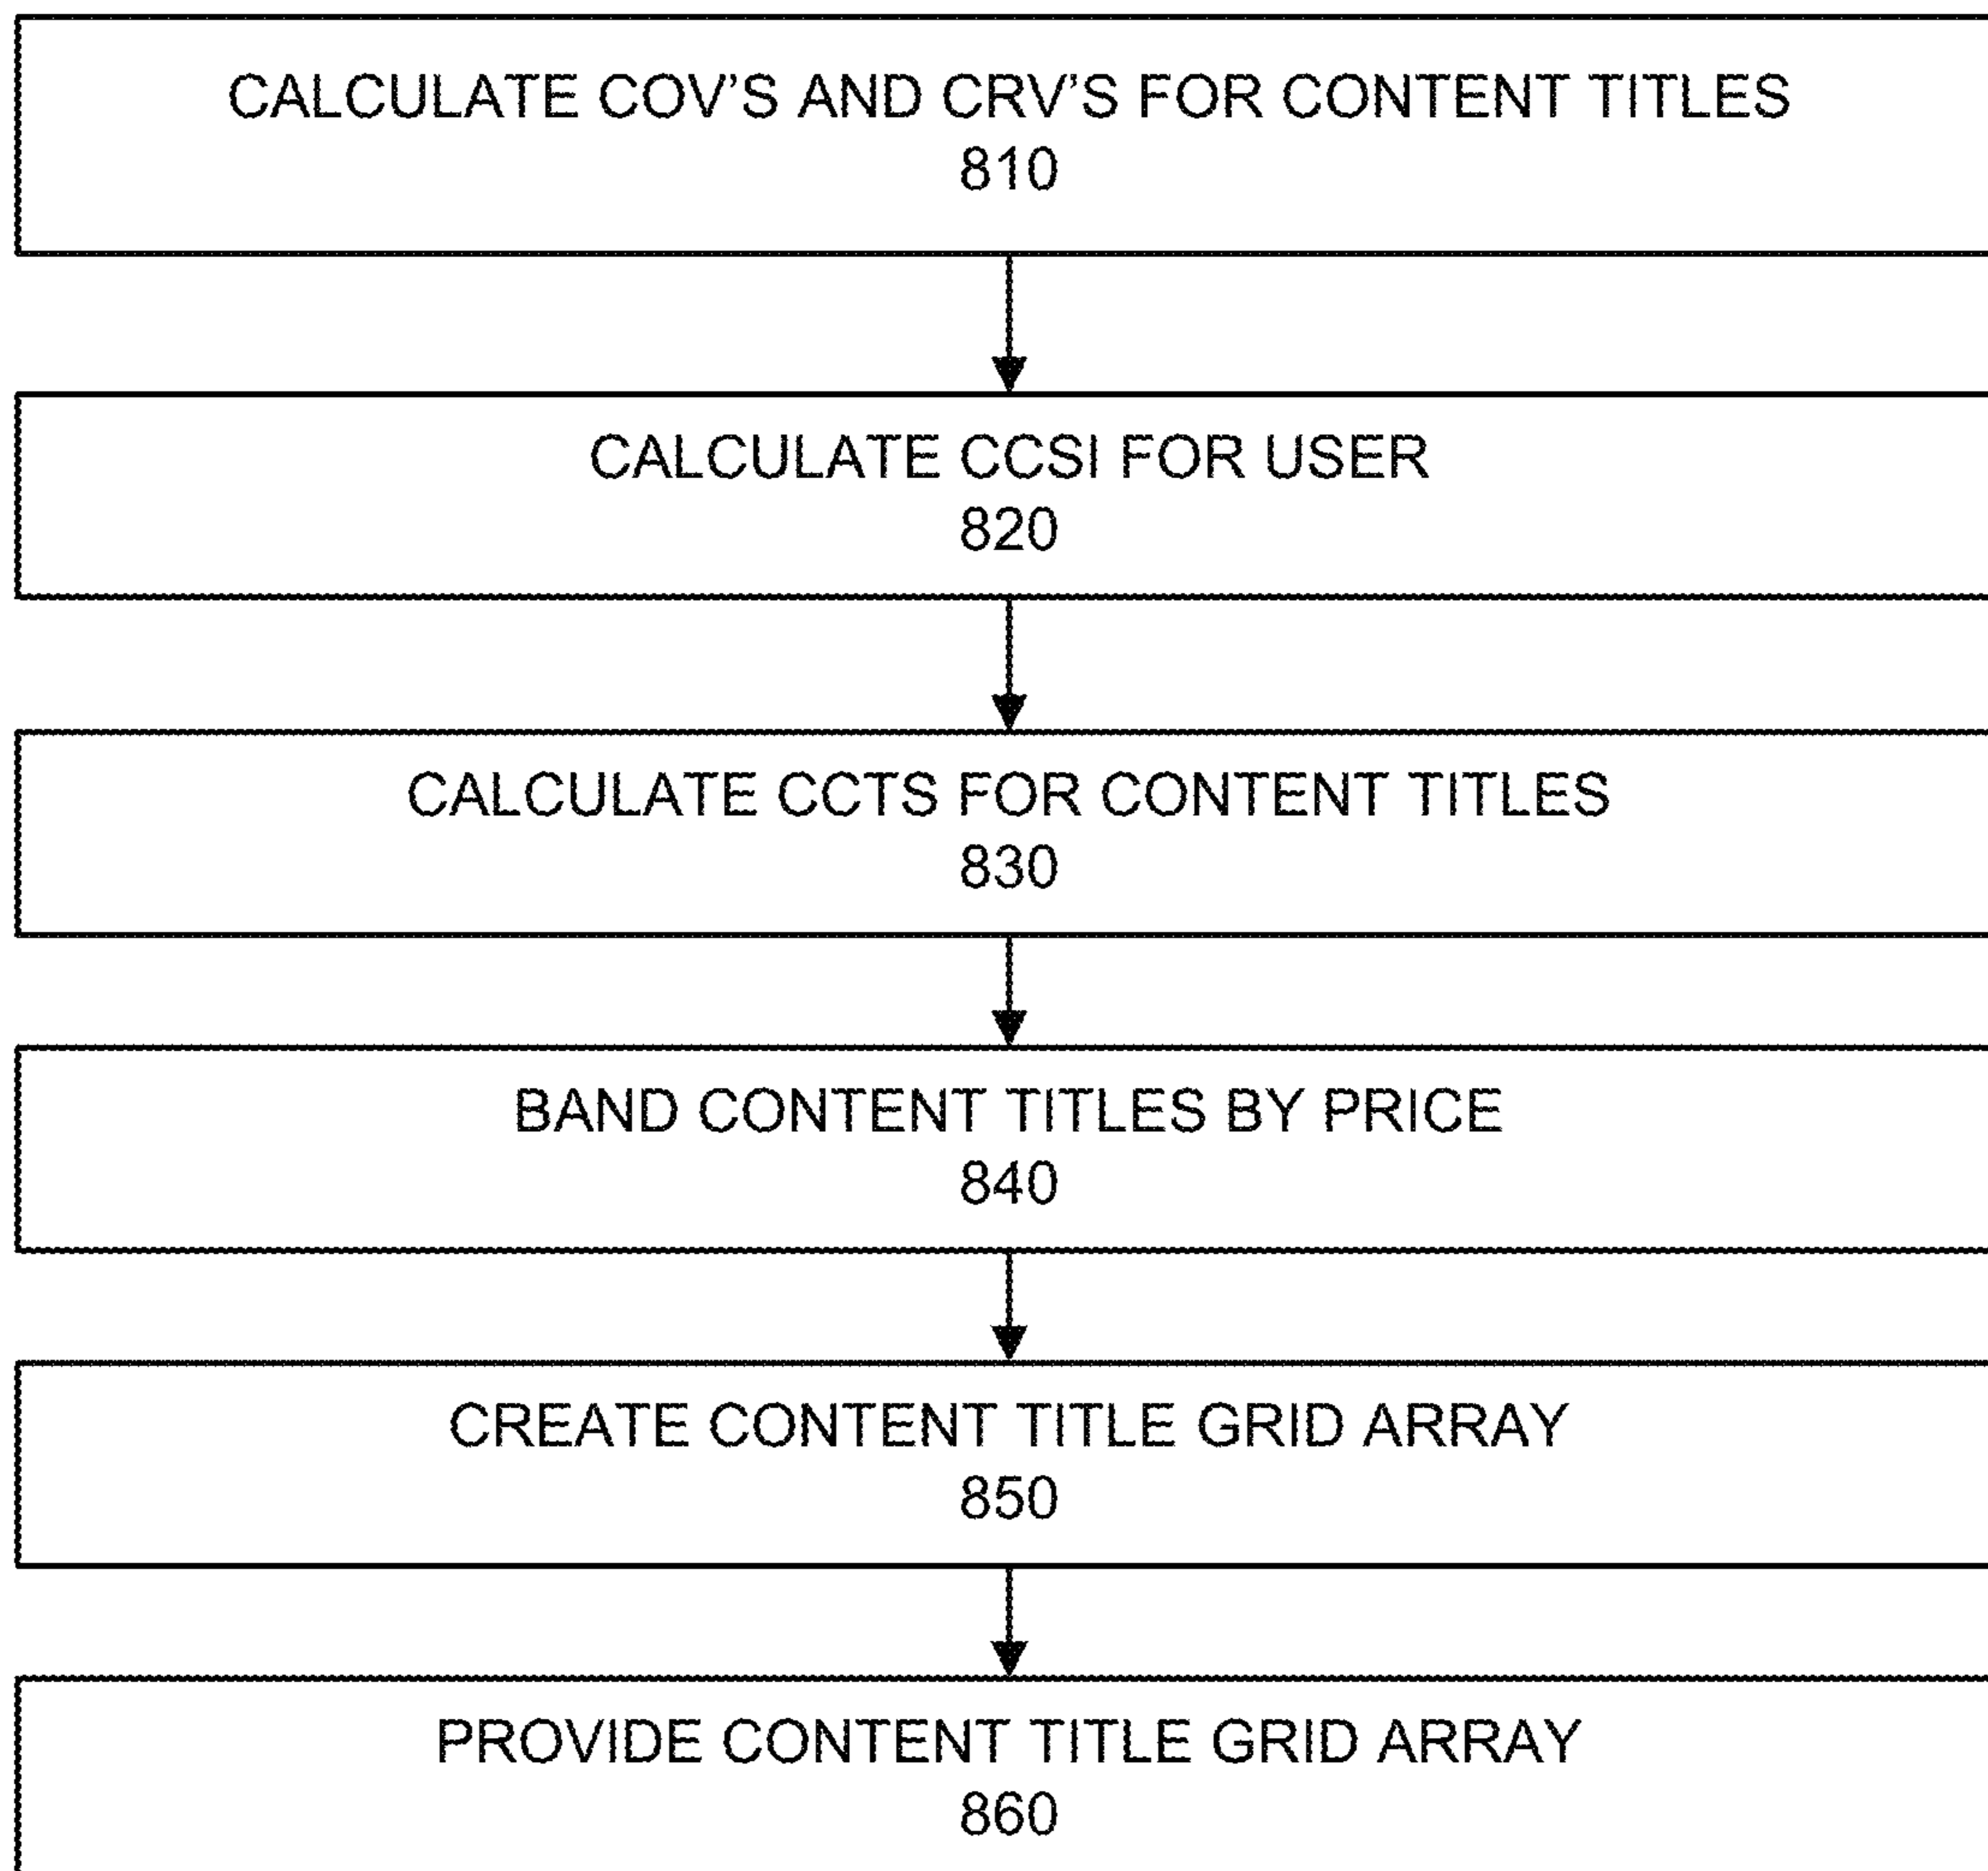 CALCULATE COV'S AND CRV'S FOR CONTENT TITLES
810
CALCULATE CCSI FOR USER
820
CALCULATE CCTS FOR CONTENT TITLES
830
BAND CONTENT TITLES BY PRICE
840
CREATE CONTENT TITLE GRID ARRAY
850
PROVIDE CONTENT TITLE GRID ARRAY
860